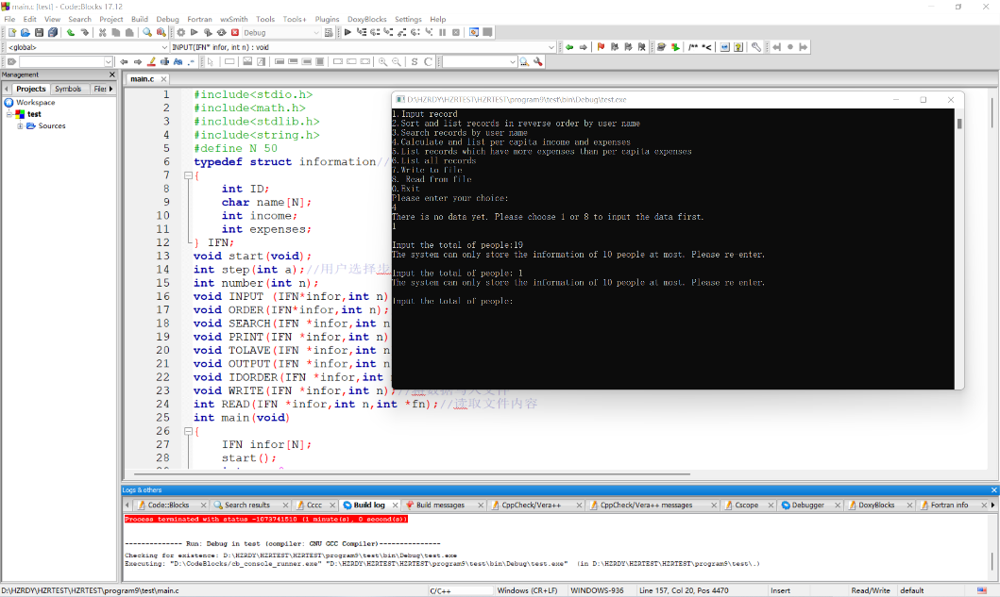 main.c [test] - Code::Blocks 17.12
File Edit View Search Project Build Debug Fortran wxSmith Tools Tools+ Plugins DoxyBlocks Settings Help
Debug
<global>
INPUT(IFN* infor, int n) : void
/** *<
S C
Management
Projects Symbols Files
Workspace
test
Sources
main.c
1 #include<stdio.h>
2 #include<math.h>
3 #include<stdlib.h>
4 #include<string.h>
5 #define N 50
6 typedef struct information//
7 {
8 int ID;
9 char name[N];
10 int income;
11 int expenses;
12 } IFN;
13 void start(void);
14 int step(int a);//用户选择步
15 int number(int n);
16 void INPUT (IFN*infor,int n)
17 void ORDER(IFN*infor,int n);
18 void SEARCH(IFN *infor,int n
19 void PRINT(IFN *infor,int n)
20 void TOLAVE(IFN *infor,int n
21 void OUTPUT(IFN *infor,int n
22 void IDORDER(IFN *infor,int
23 void WRITE(IFN *infor,int n);//将数据写入文件
24 int READ(IFN *infor,int n,int *fn);//读取文件内容
25 int main(void)
26 {
27 IFN infor[N];
28 start();
D:\HZRDY\HZRTEST\HZRTEST\program9\test\bin\Debug\test.exe
1.Input record
2.Sort and list records in reverse order by user name
3.Search records by user name
4.Calculate and list per capita income and expenses
5.List records which have more expenses than per capita expenses
6.List all records
7.Write to file
8. Read from file
0.Exit
Please enter your choice:
4
There is no data yet. Please choose 1 or 8 to input the data first.
1
Input the total of people:19
The system can only store the information of 10 people at most. Please re enter.
Input the total of people: 1
The system can only store the information of 10 people at most. Please re enter.
Input the total of people:
Logs & others
Code::Blocks Search results Cccc Build log Build messages CppCheck/Vera++ CppCheck/Vera++ messages Cscope Debugger DoxyBlocks Fortran info
Process terminated with status -1073741510 (1 minute(s), 0 second(s))
-------------- Run: Debug in test (compiler: GNU GCC Compiler)---------------
Checking for existence: D:\HZRDY\HZRTEST\HZRTEST\program9\test\bin\Debug\test.exe
Executing: "D:\CodeBlocks/cb_console_runner.exe" "D:\HZRDY\HZRTEST\HZRTEST\program9\test\bin\Debug\test.exe" (in D:\HZRDY\HZRTEST\HZRTEST\program9\test\.)
D:\HZRDY\HZRTEST\HZRTEST\program9\test\main.c C/C++ Windows (CR+LF) WINDOWS-936 Line 157, Col 20, Pos 4470 Insert Read/Write default